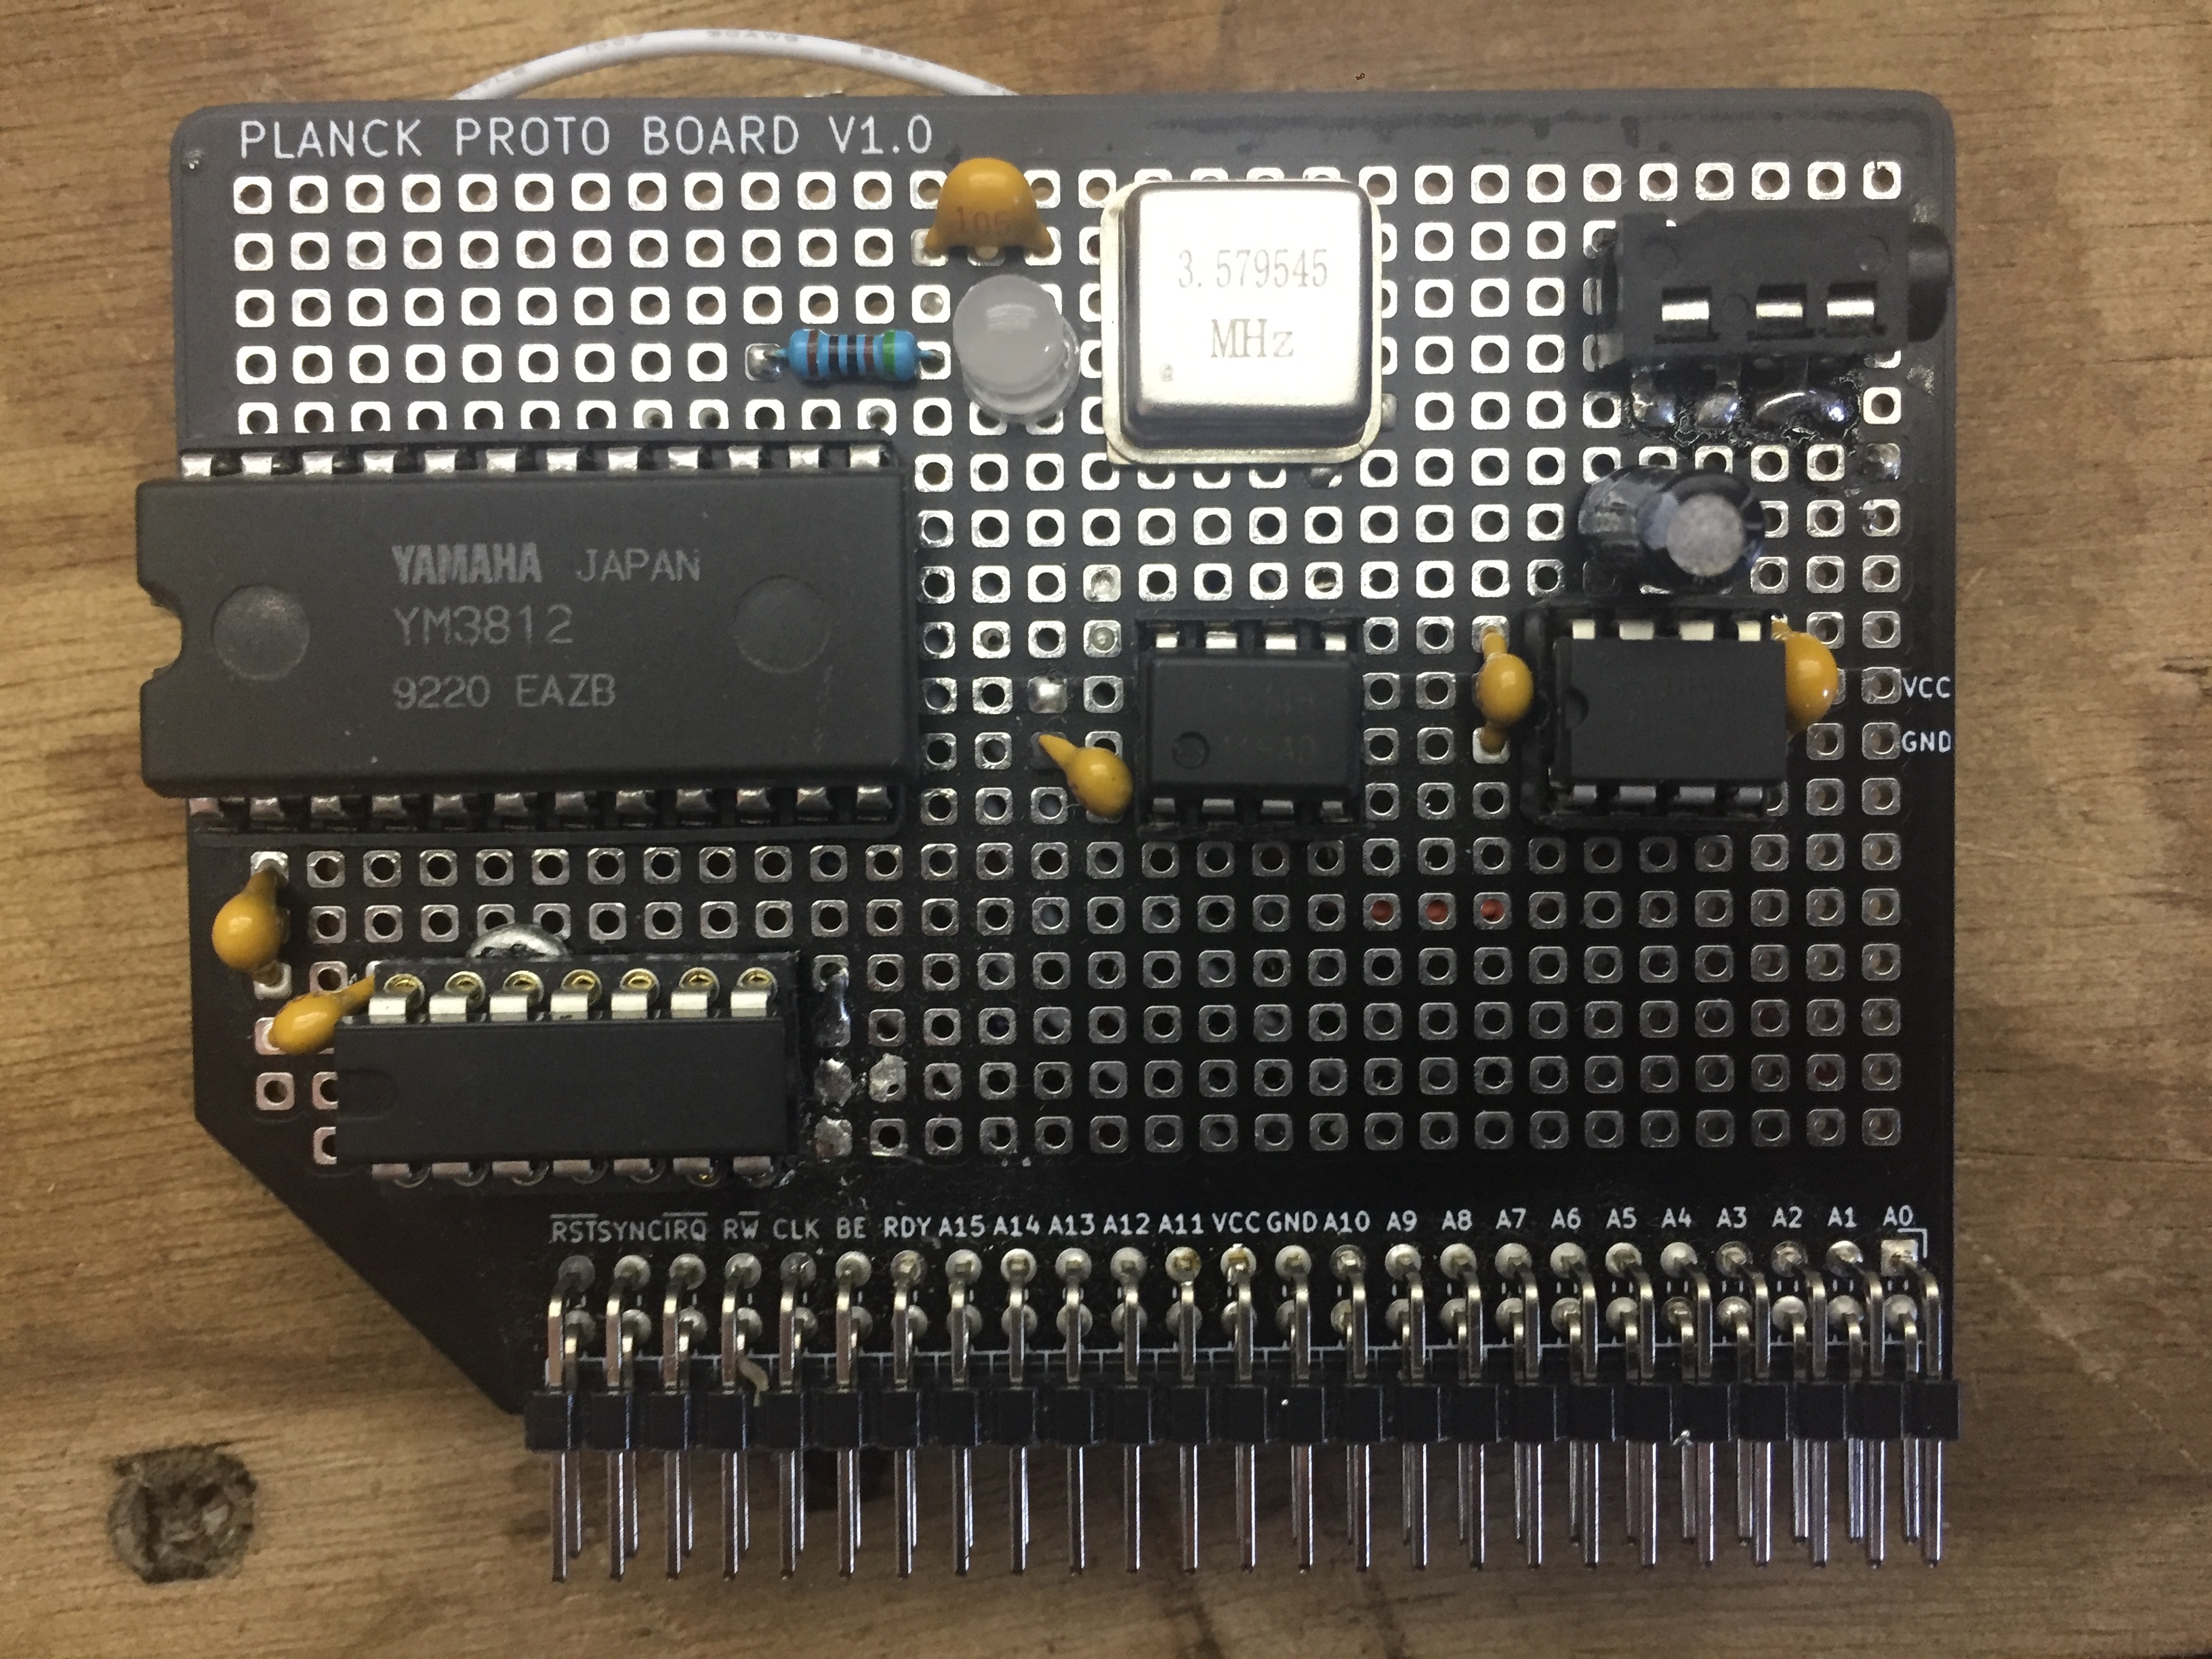 PLANCK PROTO BOARD V1.0
106
3.579545
MHz
YAMAHA JAPAN
YM3812
9220 EAZB
VCC
GND
RST SYNC IRQ RW CLK BE RDY A15 A14 A13 A12 A11 VCC GND A10 A9 A8 A7 A6 A5 A4 A3 A2 A1 A0